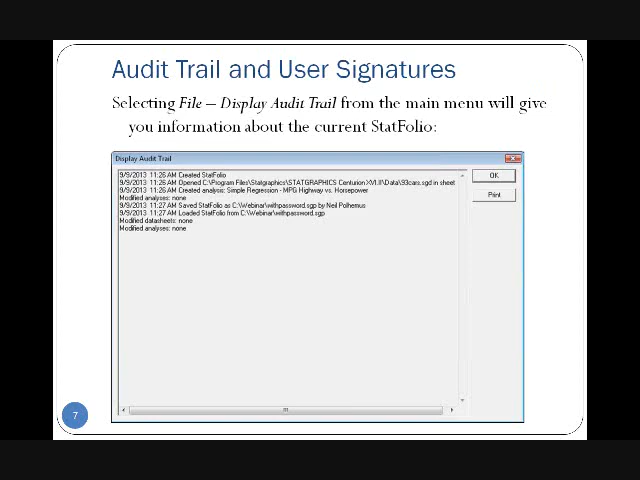 Audit Trail and User Signatures
Selecting File – Display Audit Trail from the main menu will give
you information about the current StatFolio:
Display Audit Trail
9/9/2013 11:26 AM Created StatFolio
9/9/2013 11:26 AM Opened C:\Program Files\Statgraphics\STATGRAPHICS Centurion XVI.II\Data\93cars.sgd in sheet
9/9/2013 11:26 AM Created analysis: Simple Regression - MPG Highway vs. Horsepower
Modified analyses: none
9/9/2013 11:27 AM Saved StatFolio as C:\Webinar\withpassword.sgp by Neil Polhemus
9/9/2013 11:27 AM Loaded StatFolio from C:\Webinar\withpassword.sgp
Modified datasheets: none
Modified analyses: none
OK
Print
7